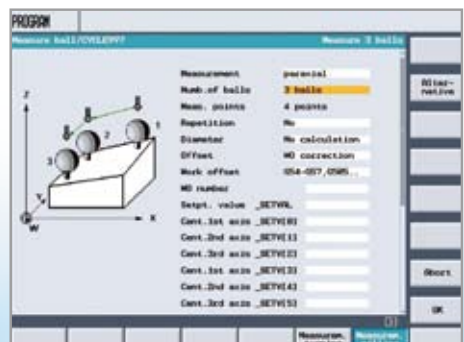 PROGRAM
Measure ball/CYCLE997 Measure 3 balls
Measurement paraxial
Numb.of balls 3 balls
Meas. points 4 points
Repetition No
Diameter No calculation
Offset WO correction
Work offset G54-G57,G505..
WO number
Setpt. value _SETVAL
Cent.1st axis _SETV[0]
Cent.2nd axis _SETV[1]
Cent.3rd axis _SETV[2]
Cent.1st axis _SETV[3]
Cent.2nd axis _SETV[4]
Cent.3rd axis _SETV[5]
Z
1
2
3
Y
X
W
Alter-
native
Abort
OK
Measurem.
Measurem.